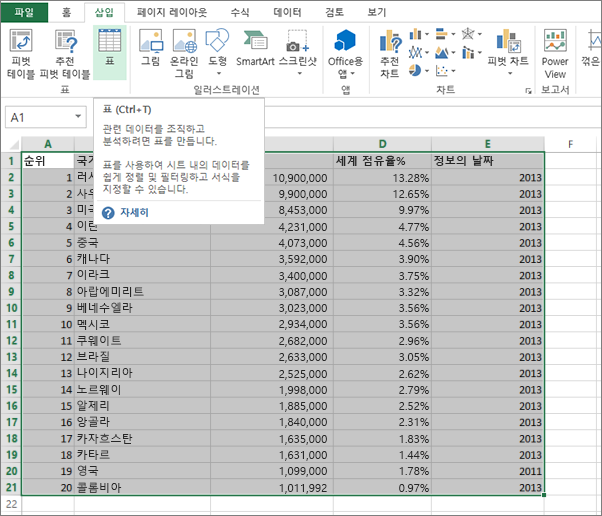 파일 홈 삽입 페이지 레이아웃 수식 데이터 검토 보기
피벗 테이블 추천 피벗 테이블 표 그림 온라인 그림 도형 SmartArt 스크린샷 Office용 앱 추천 차트 피벗 차트 Power View 꺾은
표 일러스트레이션 앱 차트 보고서
A1
표 (Ctrl+T)
관련 데이터를 조직하고
분석하려면 표를 만듭니다.
표를 사용하여 시트 내의 데이터를
쉽게 정렬 및 필터링하고 서식을
지정할 수 있습니다.
? 자세히
A D E F
1 순위 세계 점유율% 정보의 날짜
2 1 10,900,000 13.28% 2013
3 2 9,900,000 12.65% 2013
4 3 미국 8,453,000 9.97% 2013
5 4 이란 4,231,000 4.77% 2013
6 5 중국 4,073,000 4.56% 2013
7 6 캐나다 3,592,000 3.90% 2013
8 7 이라크 3,400,000 3.75% 2013
9 8 아랍에미리트 3,087,000 3.32% 2013
10 9 베네수엘라 3,023,000 3.56% 2013
11 10 멕시코 2,934,000 3.56% 2013
12 11 쿠웨이트 2,682,000 2.96% 2013
13 12 브라질 2,633,000 3.05% 2013
14 13 나이지리아 2,525,000 2.62% 2013
15 14 노르웨이 1,998,000 2.79% 2013
16 15 알제리 1,885,000 2.52% 2013
17 16 앙골라 1,840,000 2.31% 2013
18 17 카자흐스탄 1,635,000 1.83% 2013
19 18 카타르 1,631,000 1.44% 2013
20 19 영국 1,099,000 1.78% 2011
21 20 콜롬비아 1,011,992 0.97% 2013
22